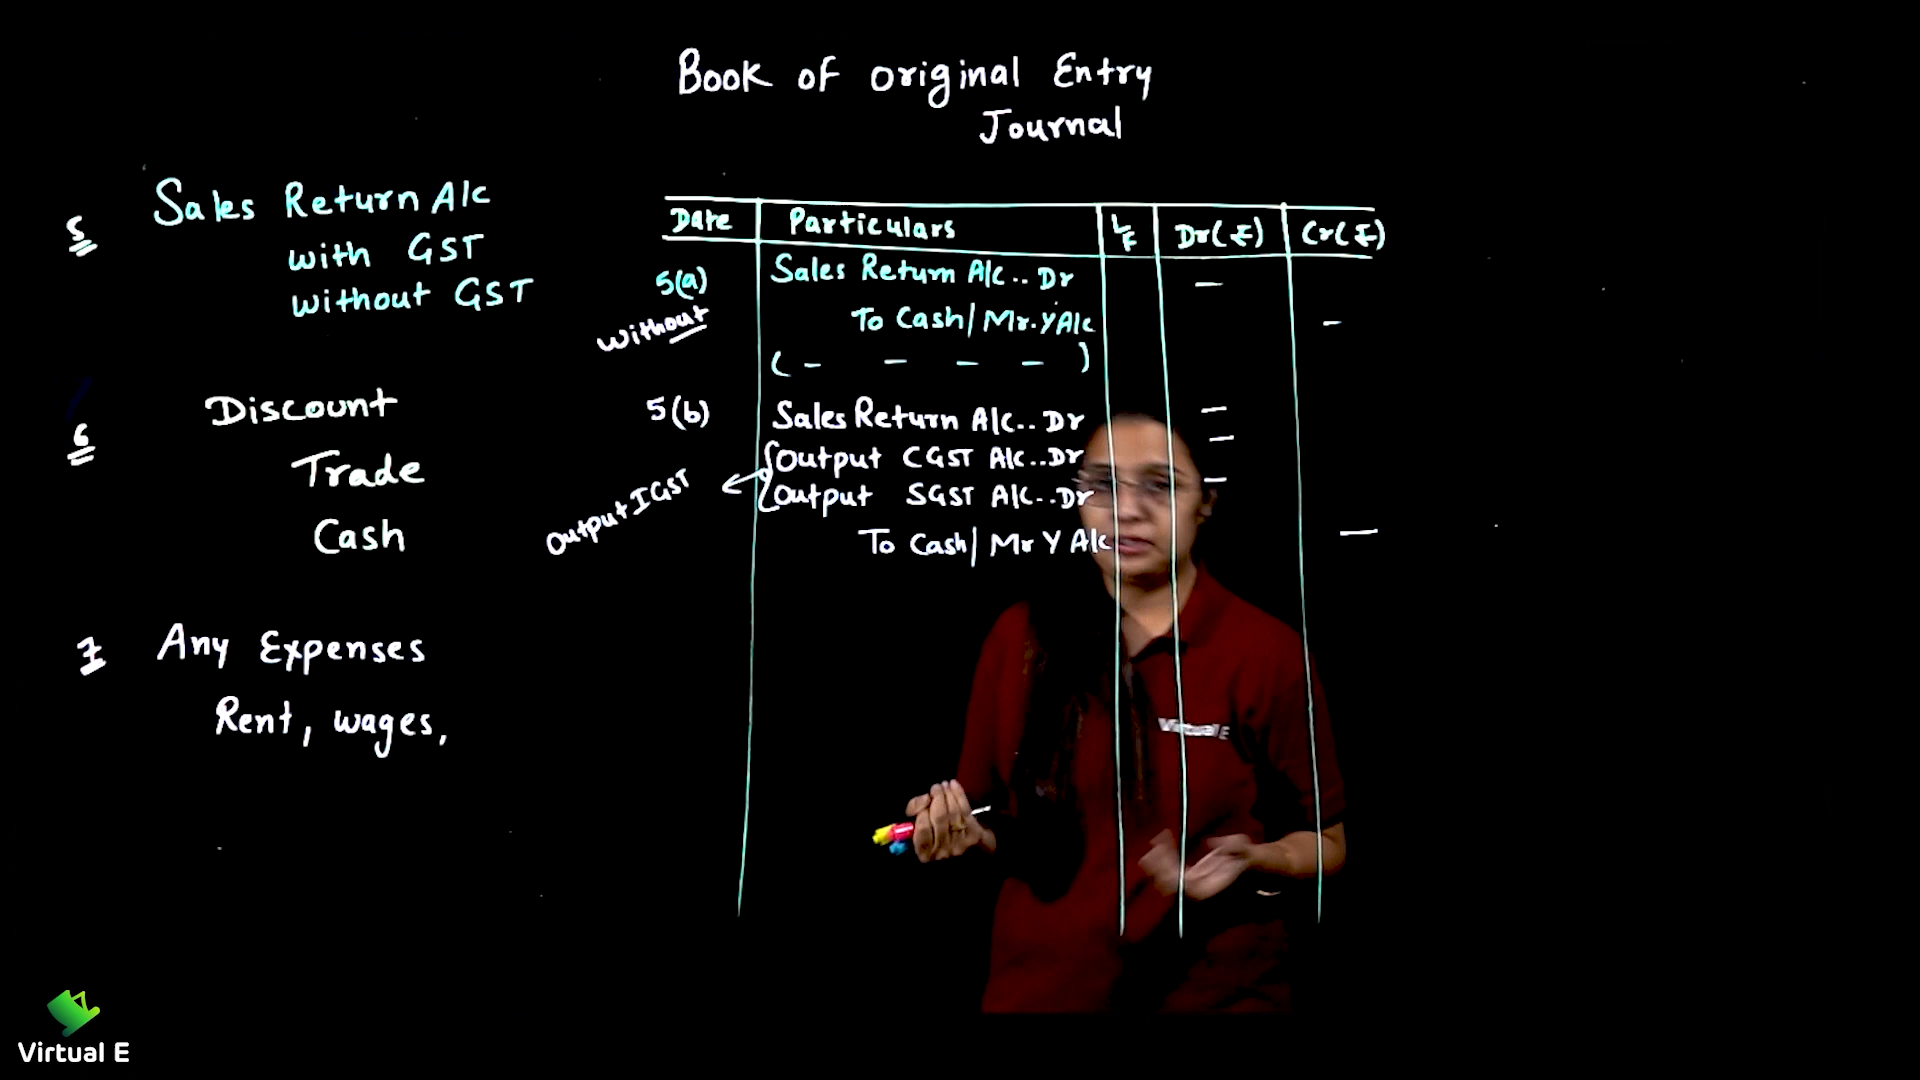 Book of original Entry
Journal
5 Sales Return A/c
with GST
without GST
6 Discount
Trade
Cash
7 Any Expenses
Rent, wages,
Date Particulars LF Dr(₹) Cr(₹)
5(a) Sales Return A/c.. Dr –
without To Cash/Mr.Y A/c –
( – – – – )
5(b) Sales Return A/c.. Dr –
Output CGST A/c..Dr –
Output IGST Output SGST A/c..Dr –
To Cash/ Mr Y A/c —
Virtual E
Virtual E